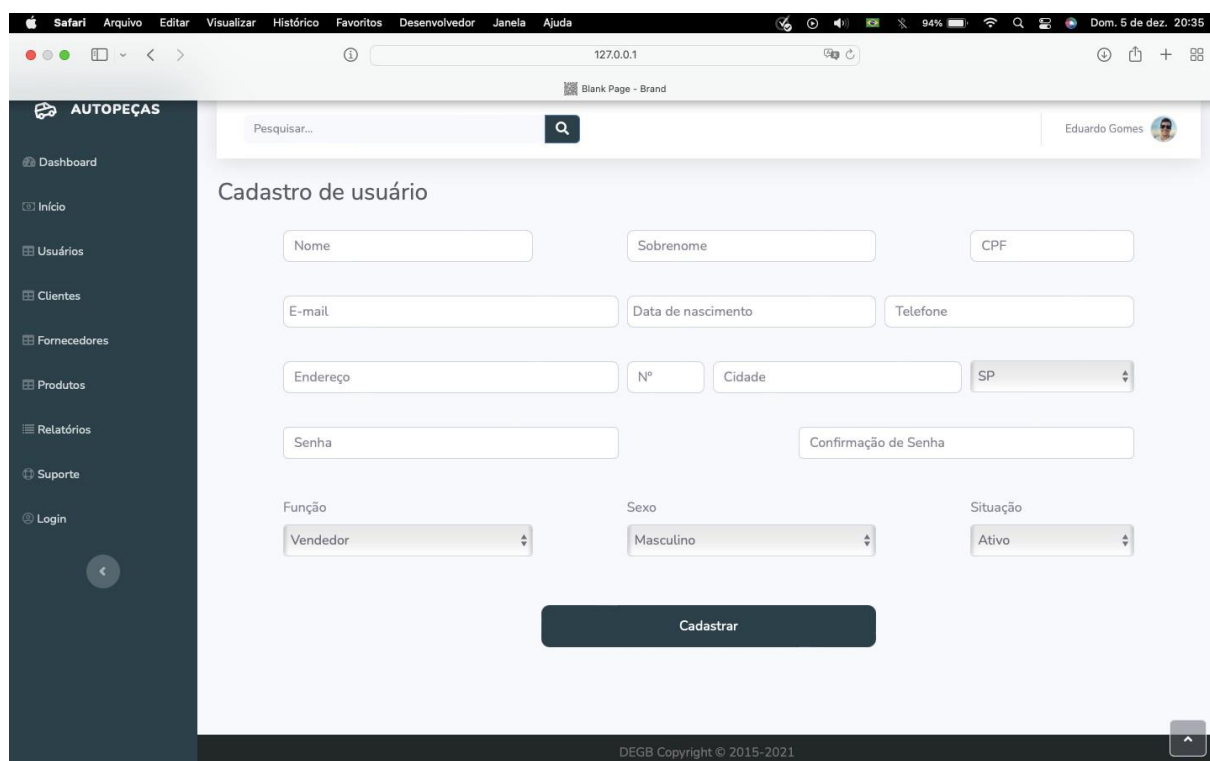 Safari Arquivo Editar Visualizar Histórico Favoritos Desenvolvedor Janela Ajuda 94% Dom. 5 de dez. 20:35
127.0.0.1
Blank Page - Brand
AUTOPEÇAS
Pesquisar... Eduardo Gomes
Dashboard
Início
Usuários
Clientes
Fornecedores
Produtos
Relatórios
Suporte
Login
Cadastro de usuário
Nome Sobrenome CPF
E-mail Data de nascimento Telefone
Endereço Nº Cidade SP
Senha Confirmação de Senha
Função Sexo Situação
Vendedor Masculino Ativo
Cadastrar
DEGB Copyright © 2015-2021